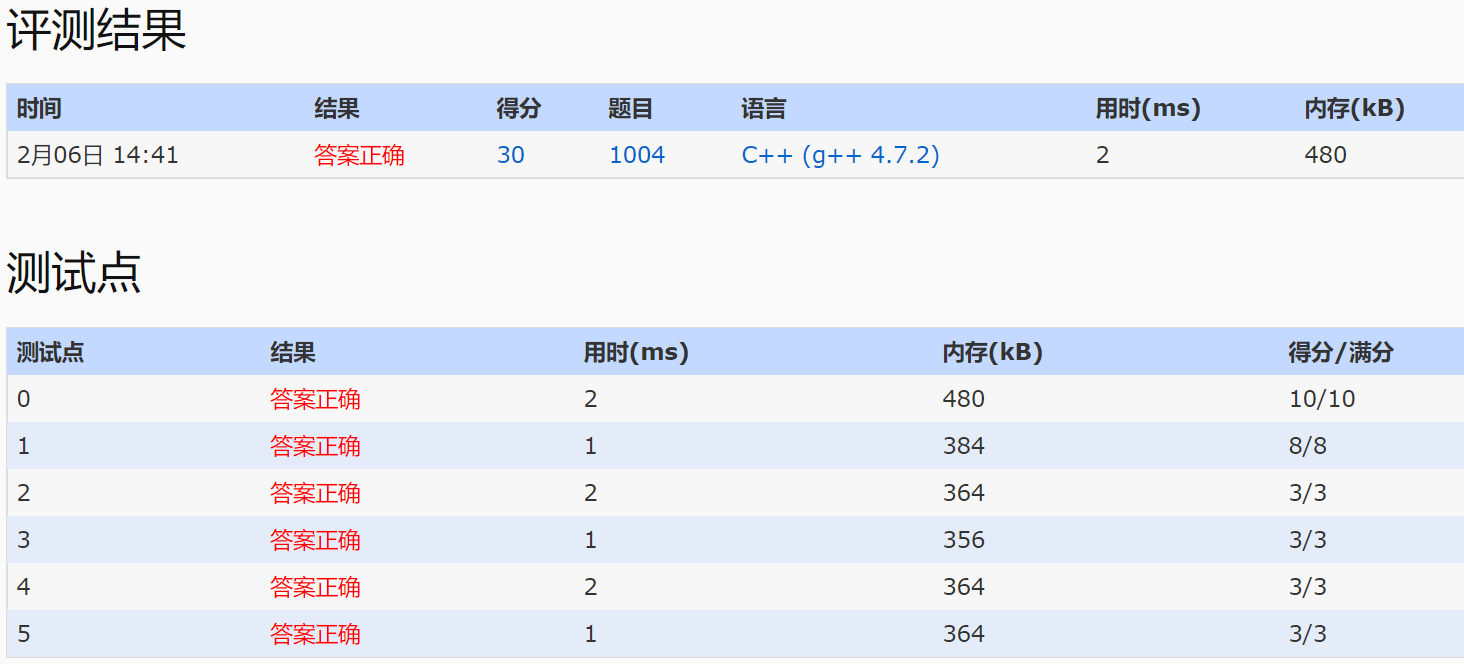 评测结果
时间 结果 得分 题目 语言 用时(ms) 内存(kB)
2月06日 14:41 答案正确 30 1004 C++ (g++ 4.7.2) 2 480
测试点
测试点 结果 用时(ms) 内存(kB) 得分/满分
0 答案正确 2 480 10/10
1 答案正确 1 384 8/8
2 答案正确 2 364 3/3
3 答案正确 1 356 3/3
4 答案正确 2 364 3/3
5 答案正确 1 364 3/3